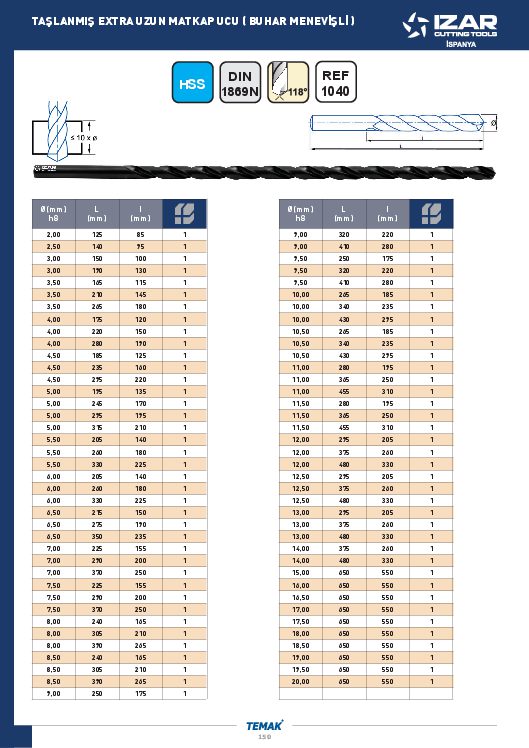 TAŞLANMIŞ EXTRA UZUN MATKAP UCU ( BUHAR MENEVİŞLİ )
IZAR
CUTTING TOOLS
İSPANYA
HSS
DIN
1869N
118°
REF
1040
≤ 10 x ø
Ø
l
L
IZAR
Ø (mm) L l
h8 (mm) (mm)
2,00 125 85 1
2,50 140 95 1
3,00 150 100 1
3,00 190 130 1
3,50 165 115 1
3,50 210 145 1
3,50 265 180 1
4,00 175 120 1
4,00 220 150 1
4,00 280 190 1
4,50 185 125 1
4,50 235 160 1
4,50 295 220 1
5,00 195 135 1
5,00 245 170 1
5,00 295 195 1
5,00 315 210 1
5,50 205 140 1
5,50 260 180 1
5,50 330 225 1
6,00 205 140 1
6,00 260 180 1
6,00 330 225 1
6,50 215 150 1
6,50 275 190 1
6,50 350 235 1
7,00 225 155 1
7,00 290 200 1
7,00 370 250 1
7,50 225 155 1
7,50 290 200 1
7,50 370 250 1
8,00 240 165 1
8,00 305 210 1
8,00 390 265 1
8,50 240 165 1
8,50 305 210 1
8,50 390 265 1
9,00 250 175 1
Ø (mm) L l
h8 (mm) (mm)
9,00 320 220 1
9,00 410 280 1
9,50 250 175 1
9,50 320 220 1
9,50 410 280 1
10,00 265 185 1
10,00 340 235 1
10,00 430 295 1
10,50 265 185 1
10,50 340 235 1
10,50 430 295 1
11,00 280 195 1
11,00 365 250 1
11,00 455 310 1
11,50 280 195 1
11,50 365 250 1
11,50 455 310 1
12,00 295 205 1
12,00 375 260 1
12,00 480 330 1
12,50 295 205 1
12,50 375 260 1
12,50 480 330 1
13,00 295 205 1
13,00 375 260 1
13,00 480 330 1
14,00 375 260 1
14,00 480 330 1
15,00 650 550 1
16,00 650 550 1
16,50 650 550 1
17,00 650 550 1
17,50 650 550 1
18,00 650 550 1
18,50 650 550 1
19,00 650 550 1
19,50 650 550 1
20,00 650 550 1
TEMAK
150